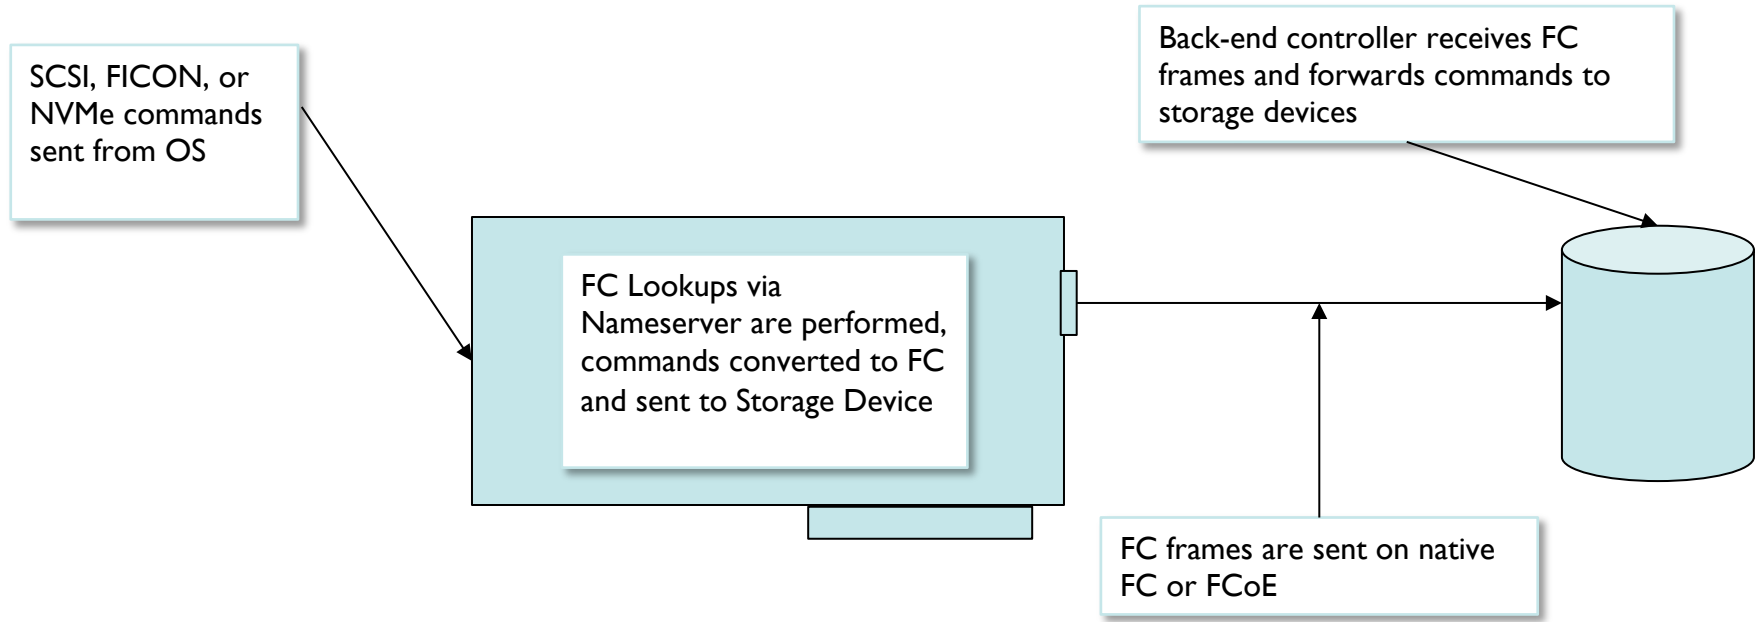 SCSI, FICON, or
NVMe commands
sent from OS
Back-end controller receives FC
frames and forwards commands to
storage devices
FC Lookups via
Nameserver are performed,
commands converted to FC
and sent to Storage Device
FC frames are sent on native
FC or FCoE